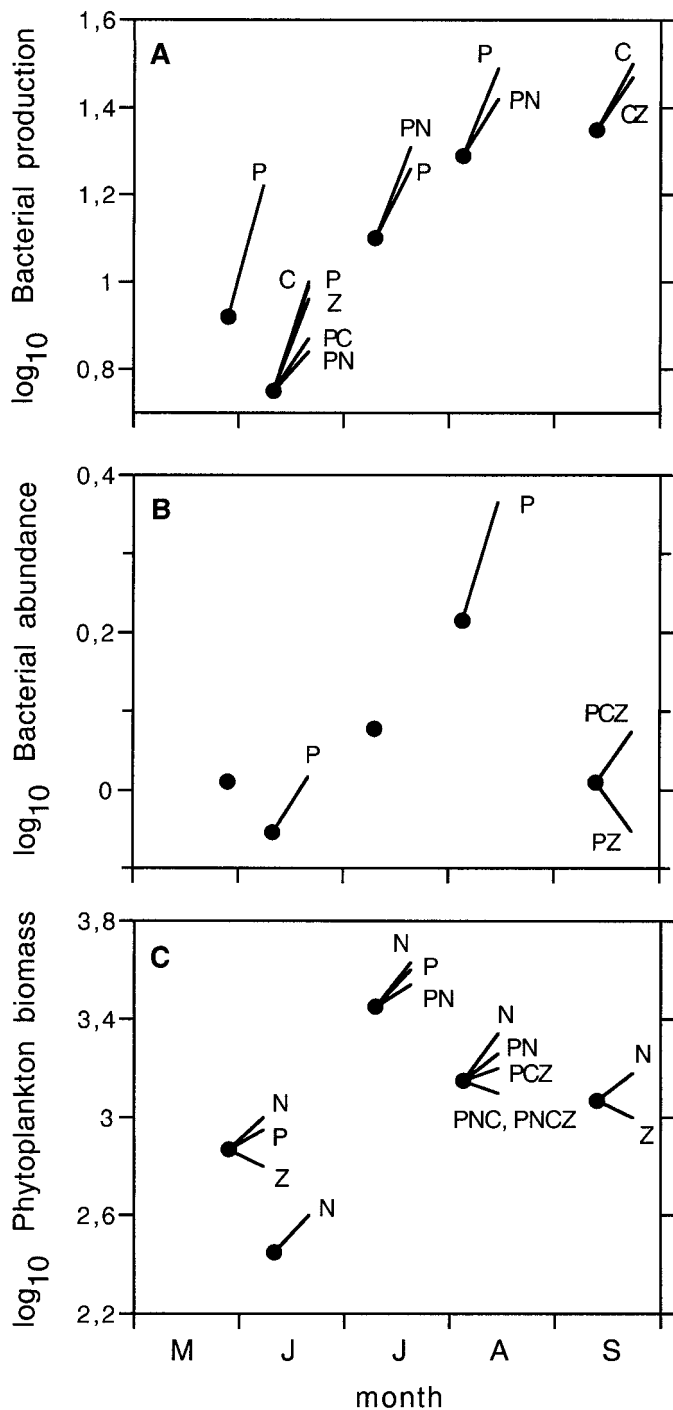 1,6
A
P
C
1,4
PN
CZ
PN
P
1,2
P
1
C
P
Z
PC
PN
0,8
log10 Bacterial production
0,4
B
P
0,2
PCZ
P
0
PZ
log10 Bacterial abundance
3,8
C
N
P
PN
3,4
N
PN
PCZ
PNC, PNCZ
N
Z
3
N
P
Z
2,6
N
2,2
log10 Phytoplankton biomass
M
J
J
A
S
month